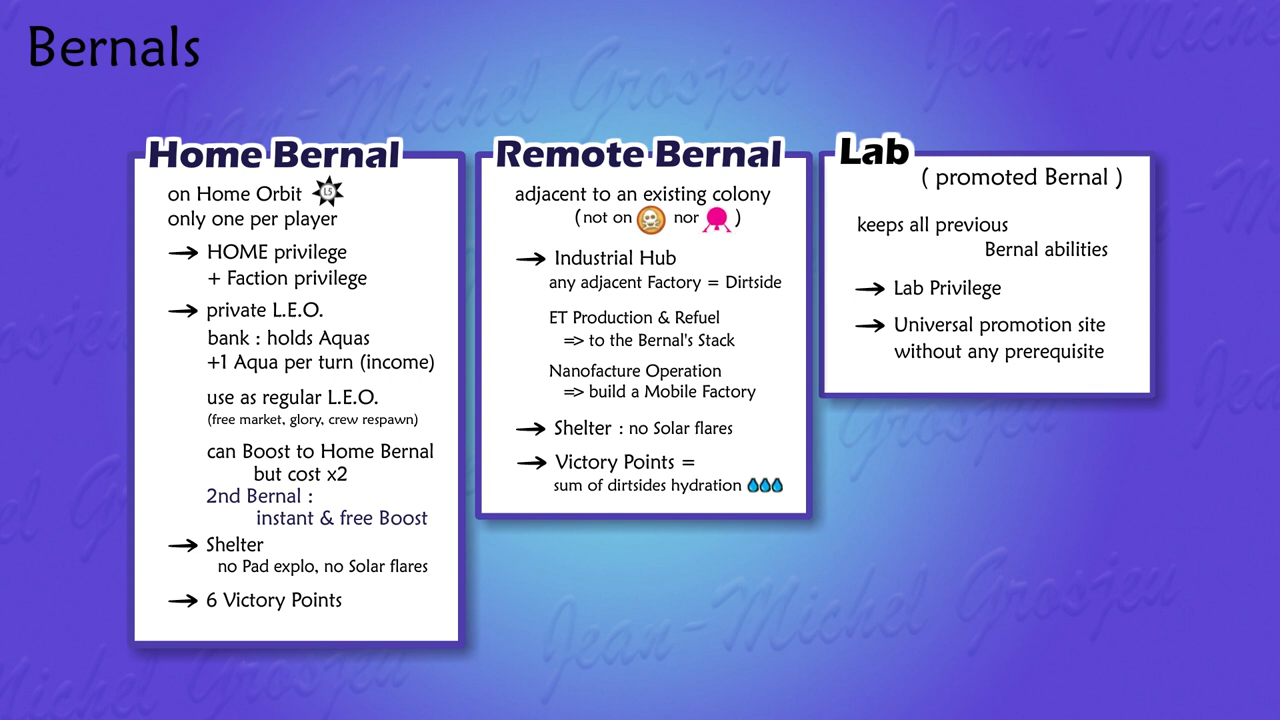 Bernals
Home Bernal
on Home Orbit L5
only one per player
→ HOME privilege
+ Faction privilege
→ private L.E.O.
bank : holds Aquas
+1 Aqua per turn (income)
use as regular L.E.O.
(free market, glory, crew respawn)
can Boost to Home Bernal
but cost x2
2nd Bernal :
instant & free Boost
→ Shelter
no Pad explo, no Solar flares
→ 6 Victory Points
Remote Bernal
adjacent to an existing colony
(not on nor )
→ Industrial Hub
any adjacent Factory = Dirtside
ET Production & Refuel
=> to the Bernal's Stack
Nanofacture Operation
=> build a Mobile Factory
→ Shelter : no Solar flares
→ Victory Points =
sum of dirtsides hydration
Lab
( promoted Bernal )
keeps all previous
Bernal abilities
→ Lab Privilege
→ Universal promotion site
without any prerequisite
Jean-Michel Grosjeu
Jean-Michel Grosjeu